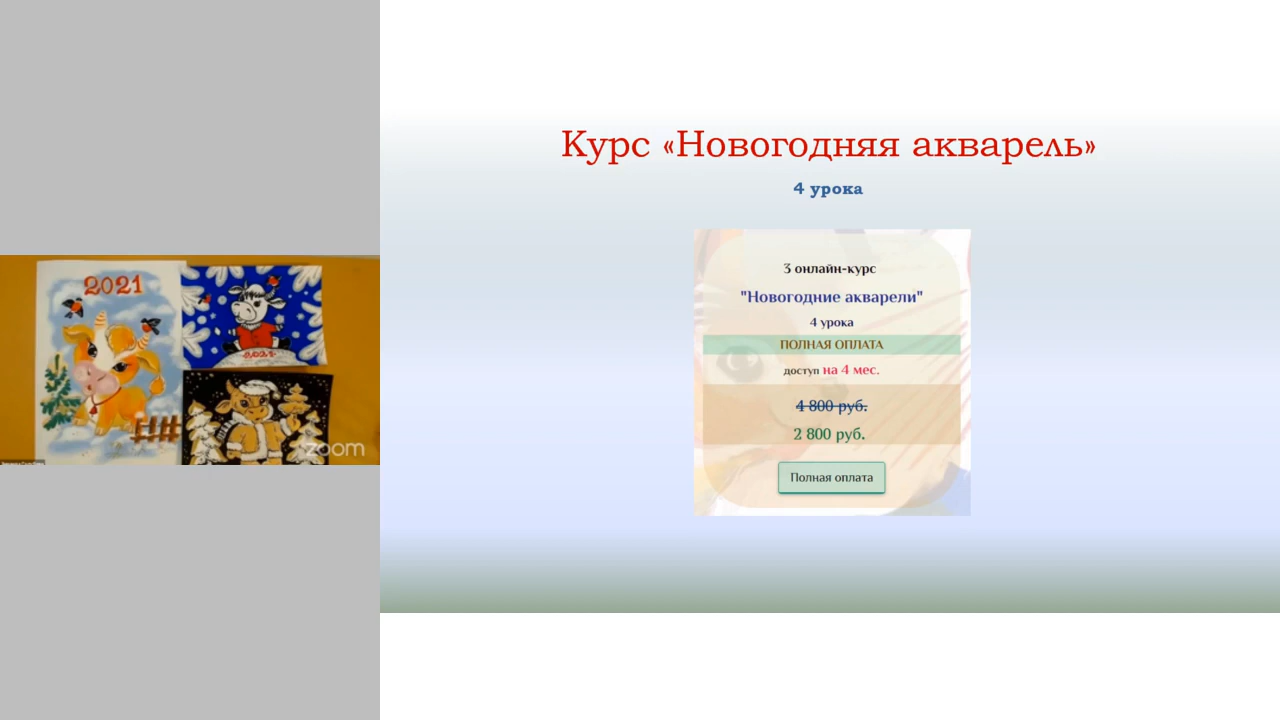 2021
2021
zoom
Курс «Новогодняя акварель»
4 урока
3 онлайн-курс
"Новогодние акварели"
4 урока
ПОЛНАЯ ОПЛАТА
доступ на 4 мес.
4 800 руб.
2 800 руб.
Полная оплата